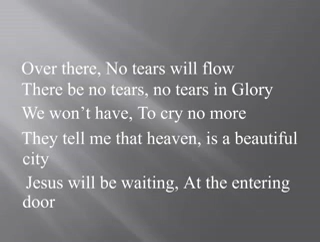 Over there, No tears will flow
There be no tears, no tears in Glory
We won’t have, To cry no more
They tell me that heaven, is a beautiful
city
Jesus will be waiting, At the entering
door